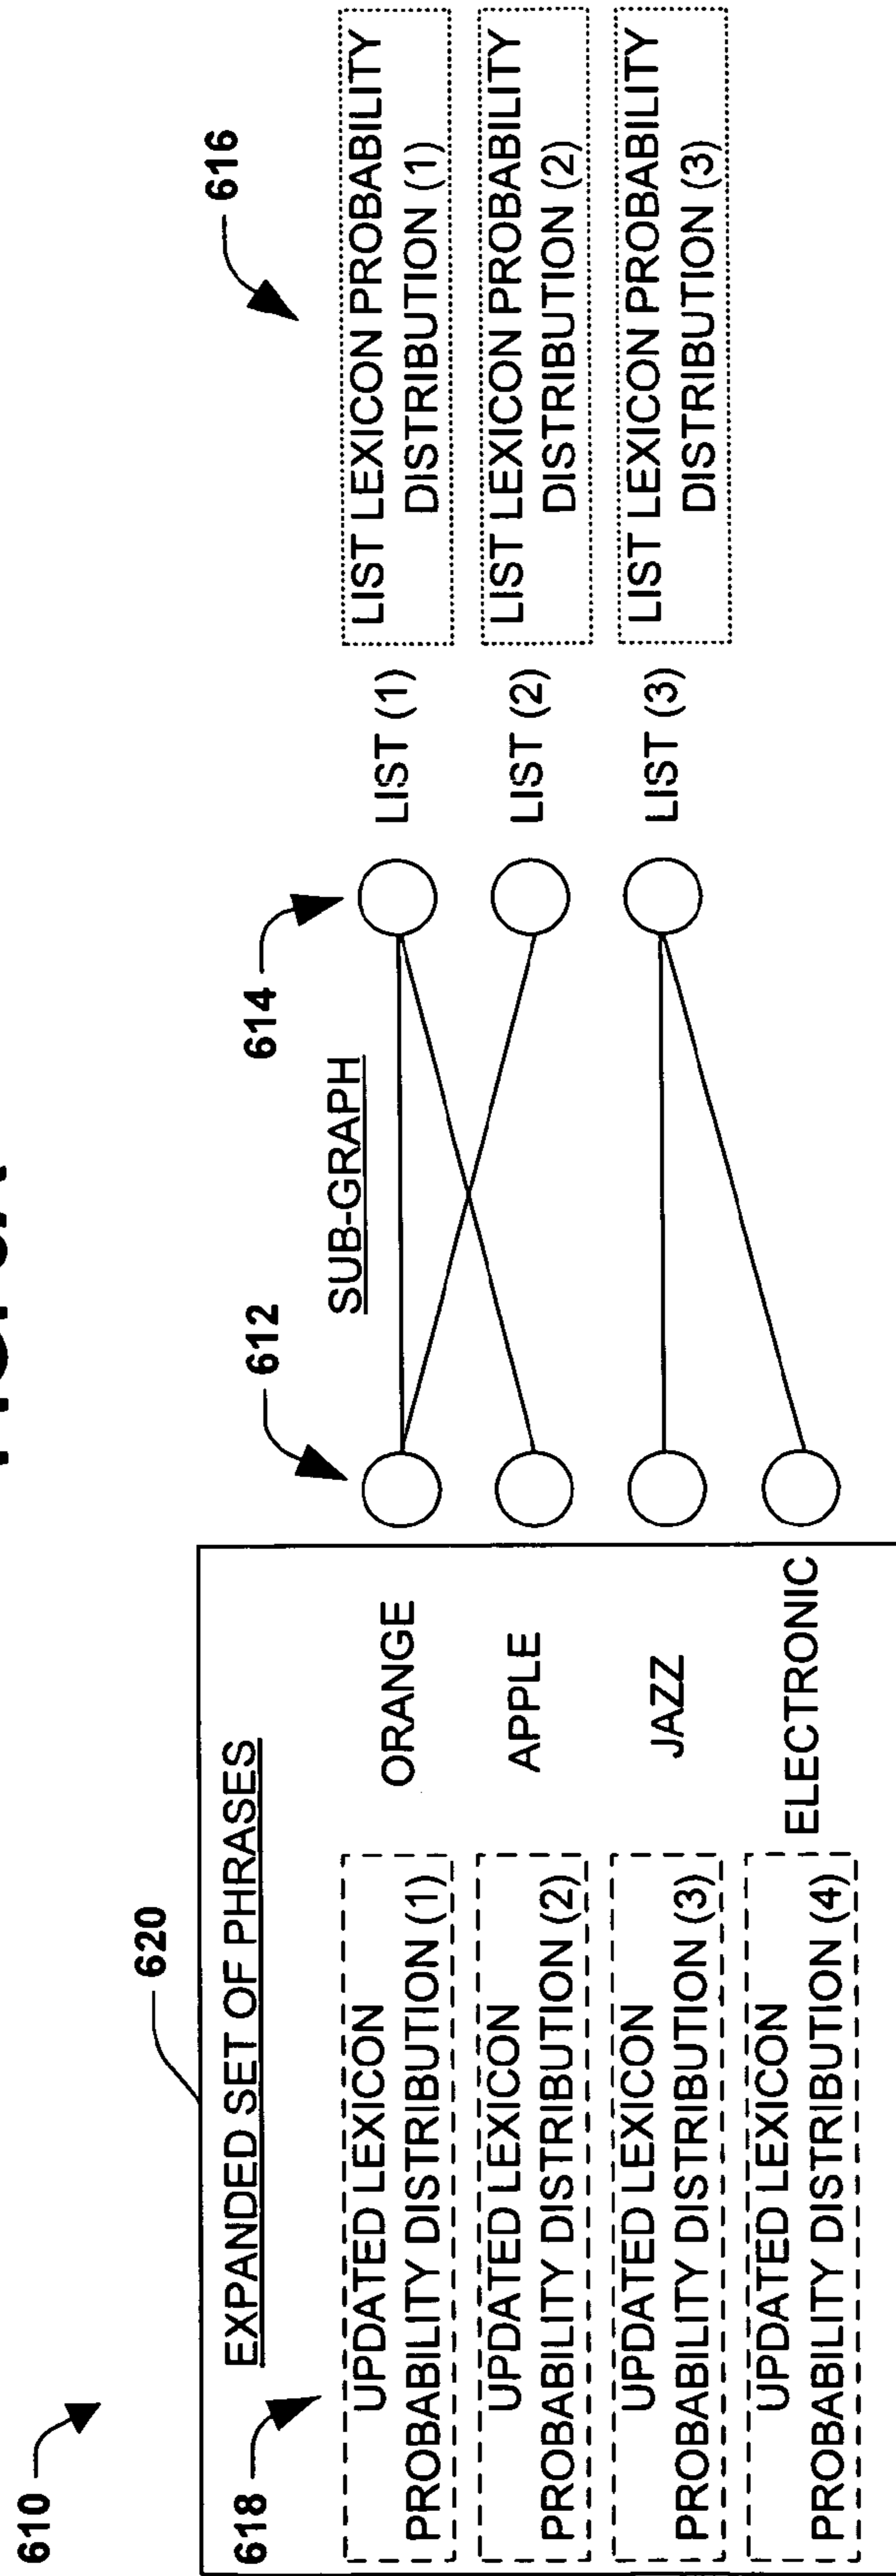 610
620
EXPANDED SET OF PHRASES
618
UPDATED LEXICON
PROBABILITY DISTRIBUTION (1)
ORANGE
UPDATED LEXICON
PROBABILITY DISTRIBUTION (2)
APPLE
UPDATED LEXICON
PROBABILITY DISTRIBUTION (3)
JAZZ
UPDATED LEXICON
PROBABILITY DISTRIBUTION (4)
ELECTRONIC
612
SUB-GRAPH
614
616
LIST (1)
LIST LEXICON PROBABILITY
DISTRIBUTION (1)
LIST (2)
LIST LEXICON PROBABILITY
DISTRIBUTION (2)
LIST (3)
LIST LEXICON PROBABILITY
DISTRIBUTION (3)